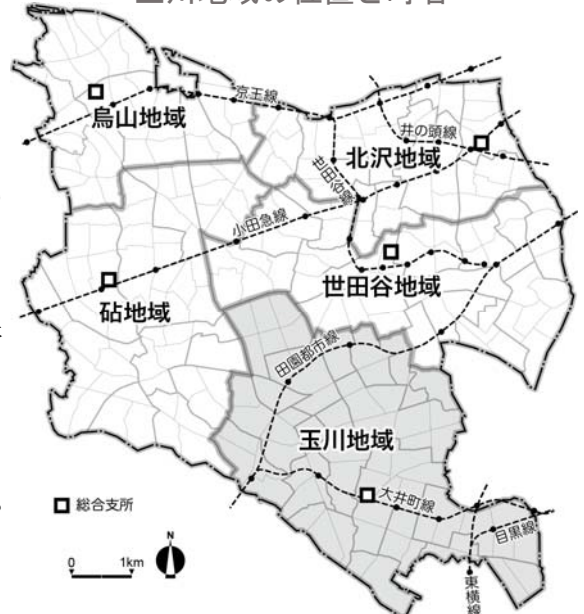 京王線
烏山地域
井の頭線
北沢地域
世田谷線
小田急線
世田谷地域
砧地域
田園都市線
玉川地域
大井町線
目黒線
東横線
総合支所
N
0 1km